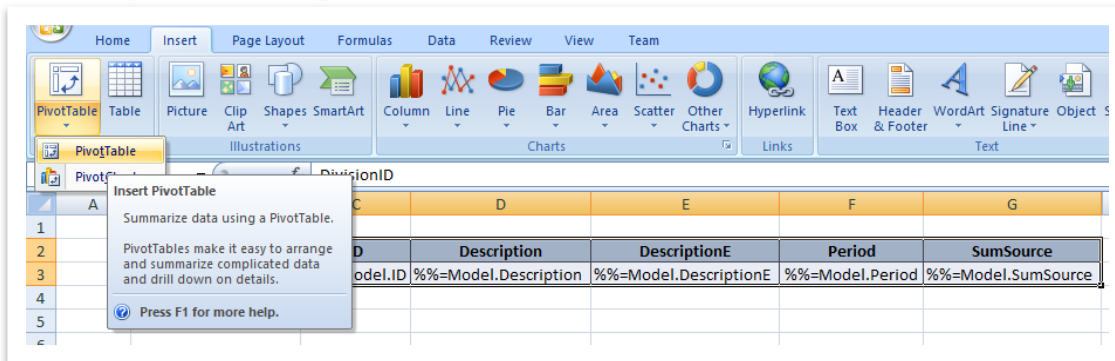 Home Insert Page Layout Formulas Data Review View Team
PivotTable Table Picture Clip Art Shapes SmartArt Column Line Pie Bar Area Scatter Other Charts Hyperlink Text Box Header & Footer WordArt Signature Line Object
Illustrations Charts Links Text
PivotTable
DivisionID
Insert PivotTable
Summarize data using a PivotTable.
PivotTables make it easy to arrange
and summarize complicated data
and drill down on details.
Press F1 for more help.
A C D E F G
1
2 D Description DescriptionE Period SumSource
3 odel.ID %%=Model.Description %%=Model.DescriptionE %%=Model.Period %%=Model.SumSource
4
5